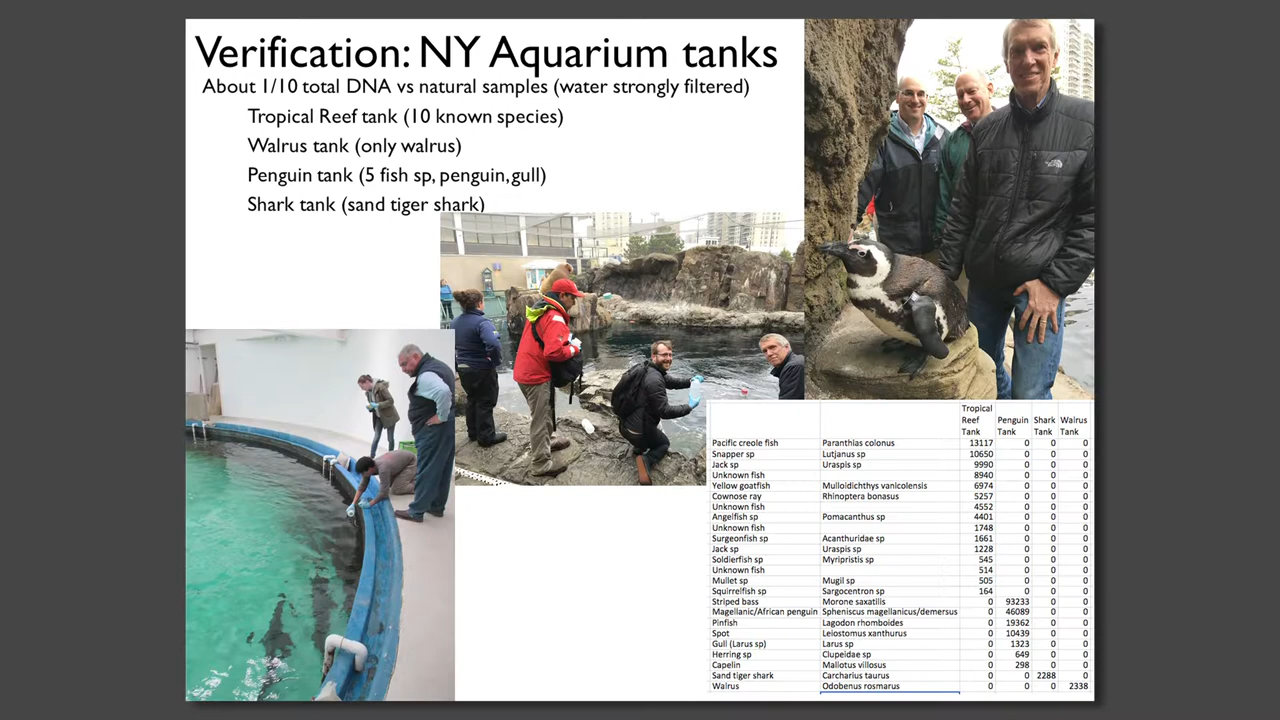 Verification: NY Aquarium tanks
About 1/10 total DNA vs natural samples (water strongly filtered)
Tropical Reef tank (10 known species)
Walrus tank (only walrus)
Penguin tank (5 fish sp, penguin, gull)
Shark tank (sand tiger shark)
Tropical Reef Tank Penguin Tank Shark Tank Walrus Tank
Pacific creole fish Paranthias colonus 13117 0 0 0
Snapper sp Lutjanus sp 10650 0 0 0
Jack sp Uraspis sp 9990 0 0 0
Unknown fish 8940 0 0 0
Yellow goatfish Mulloidichthys vanicolensis 6974 0 0 0
Cownose ray Rhinoptera bonasus 5257 0 0 0
Unknown fish 4552 0 0 0
Angelfish sp Pomacanthus sp 4401 0 0 0
Unknown fish 1748 0 0 0
Surgeonfish sp Acanthuridae sp 1661 0 0 0
Jack sp Uraspis sp 1228 0 0 0
Soldierfish sp Myripristis sp 545 0 0 0
Unknown fish 514 0 0 0
Mullet sp Mugil sp 505 0 0 0
Squirrelfish sp Sargocentron sp 164 0 0 0
Striped bass Morone saxatilis 0 93233 0 0
Magellanic/African penguin Spheniscus magellanicus/demersus 0 46089 0 0
Pinfish Lagodon rhomboides 0 19362 0 0
Spot Leiostomus xanthurus 0 10439 0 0
Gull (Larus sp) Larus sp 0 1323 0 0
Herring sp Clupeidae sp 0 649 0 0
Capelin Mallotus villosus 0 298 0 0
Sand tiger shark Carcharius taurus 0 0 2288 0
Walrus Odobenus rosmarus 0 0 0 2338